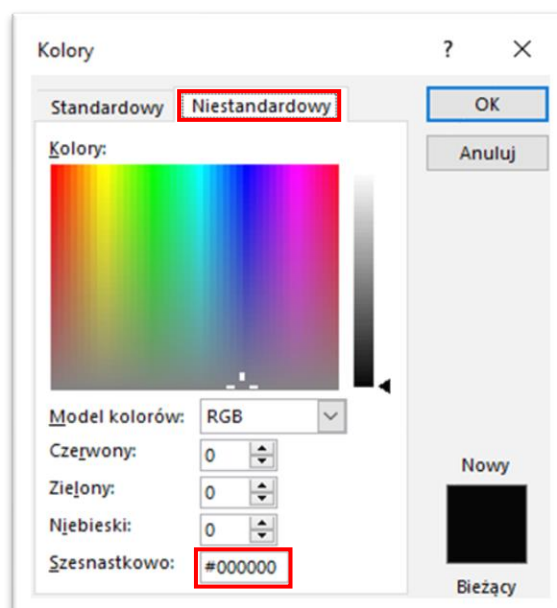 Kolory ? ×
Standardowy Niestandardowy OK
Kolory: Anuluj
Model kolorów: RGB
Czerwony: 0
Zielony: 0
Niebieski: 0
Szesnastkowo: #000000
Nowy
Bieżący